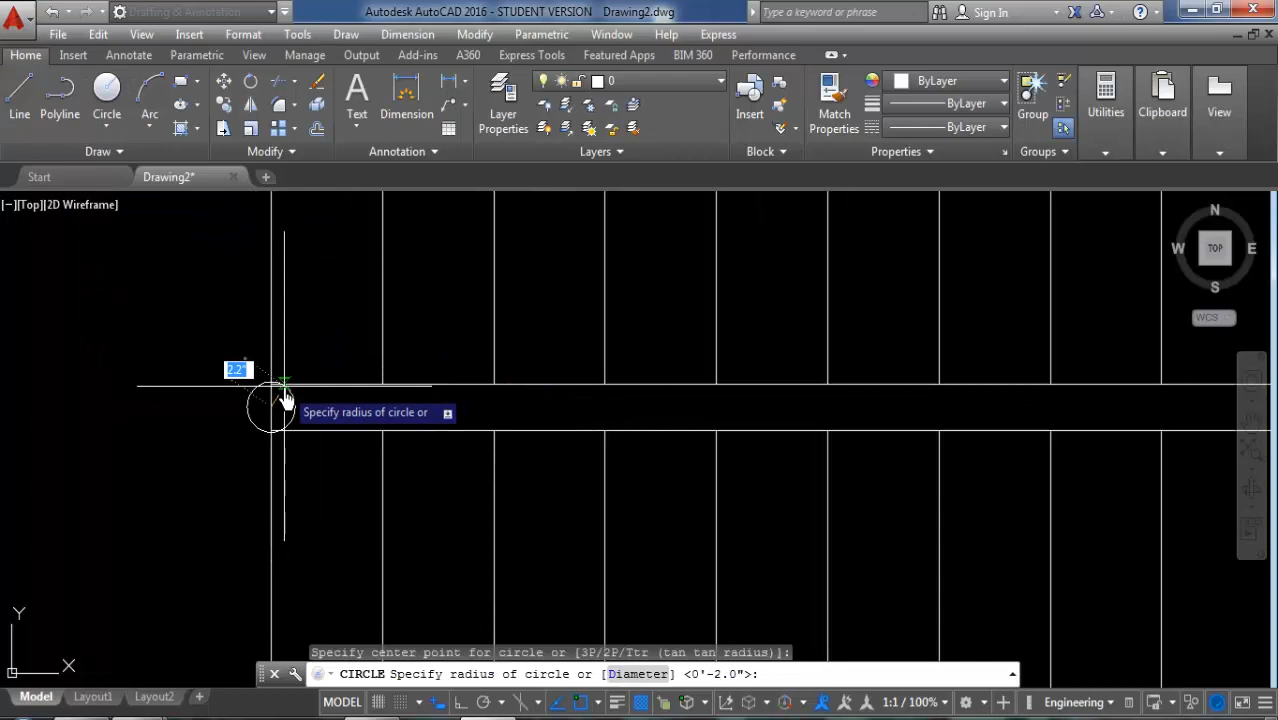 Drafting & Annotation
Autodesk AutoCAD 2016 - STUDENT VERSION Drawing2.dwg
Type a keyword or phrase
Sign In
File Edit View Insert Format Tools Draw Dimension Modify Parametric Window Help Express
Home Insert Annotate Parametric View Manage Output Add-ins A360 Express Tools Featured Apps BIM 360 Performance
0
ByLayer
ByLayer
ByLayer
Line Polyline Circle Arc Text Dimension Layer Properties Insert Match Properties Group Utilities Clipboard View
Draw Modify Annotation Layers Block Properties Groups
Start Drawing2*
[−][Top][2D Wireframe]
N
W TOP E
S
WCS
2.2"
Specify radius of circle or
Y
X
Specify center point for circle or [3P/2P/Ttr (tan tan radius)]:
CIRCLE Specify radius of circle or [Diameter] <0'-2.0">:
Model Layout1 Layout2 +
MODEL 1:1 / 100% Engineering